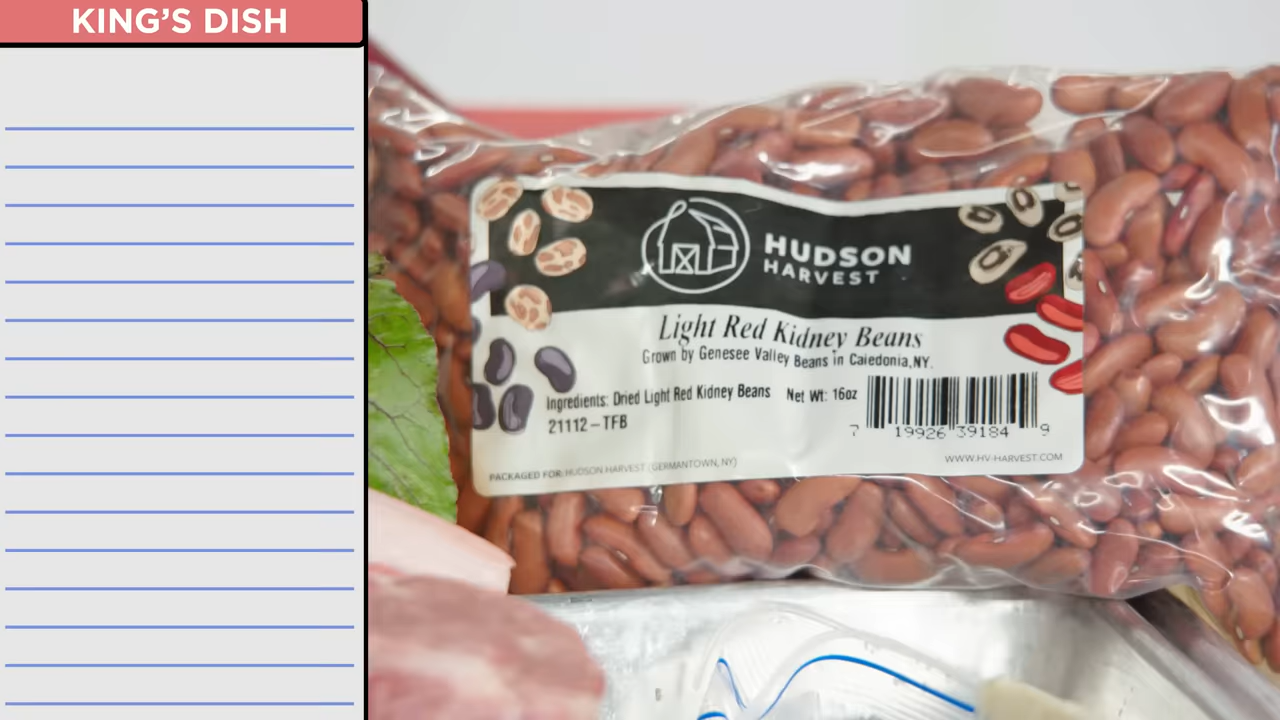 KING'S DISH
HUDSON
HARVEST
Light Red Kidney Beans
Grown by Genesee Valley Beans in Caledonia,NY.
Ingredients: Dried Light Red Kidney Beans Net Wt: 16oz
21112-TFB
7 19926 39184 9
PACKAGED FOR: HUDSON HARVEST (GERMANTOWN, NY)
WWW.HV-HARVEST.COM